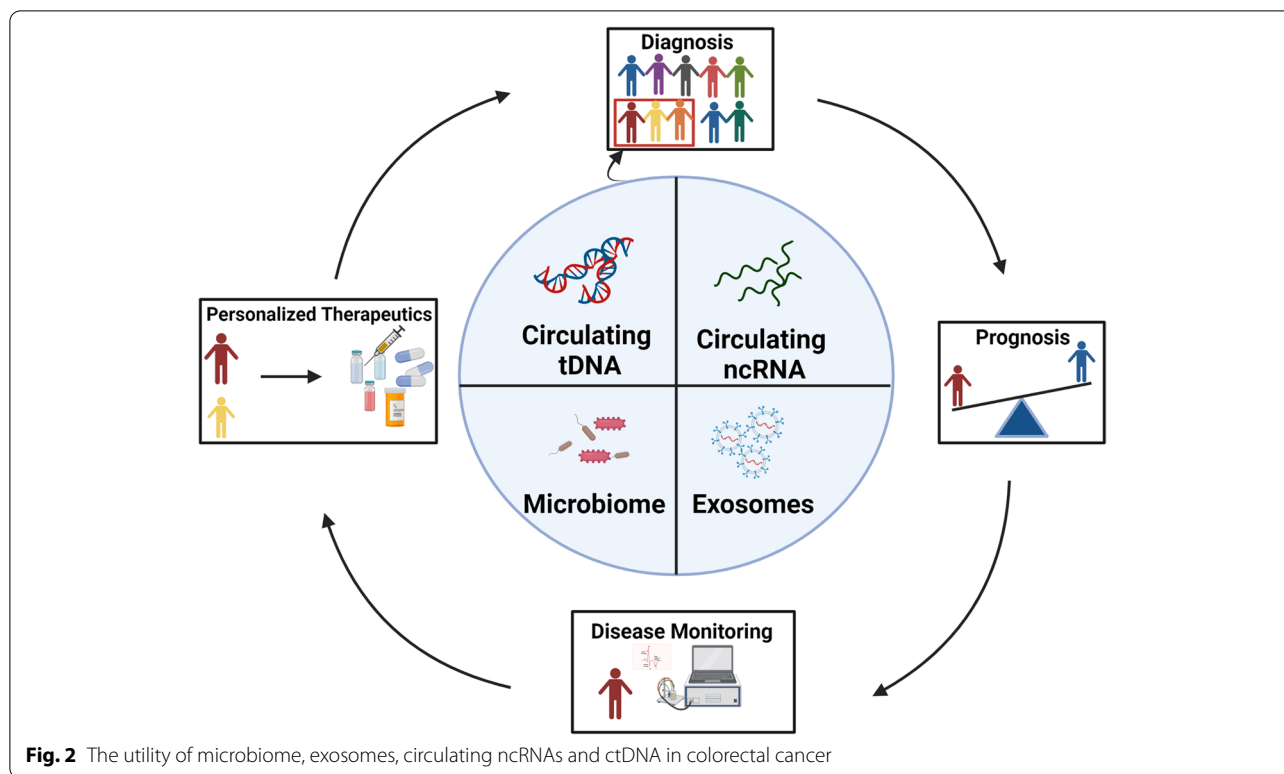 Diagnosis
Personalized Therapeutics
Circulating
tDNA
Circulating
ncRNA
Prognosis
Microbiome
Exosomes
Disease Monitoring
Fig. 2 The utility of microbiome, exosomes, circulating ncRNAs and ctDNA in colorectal cancer